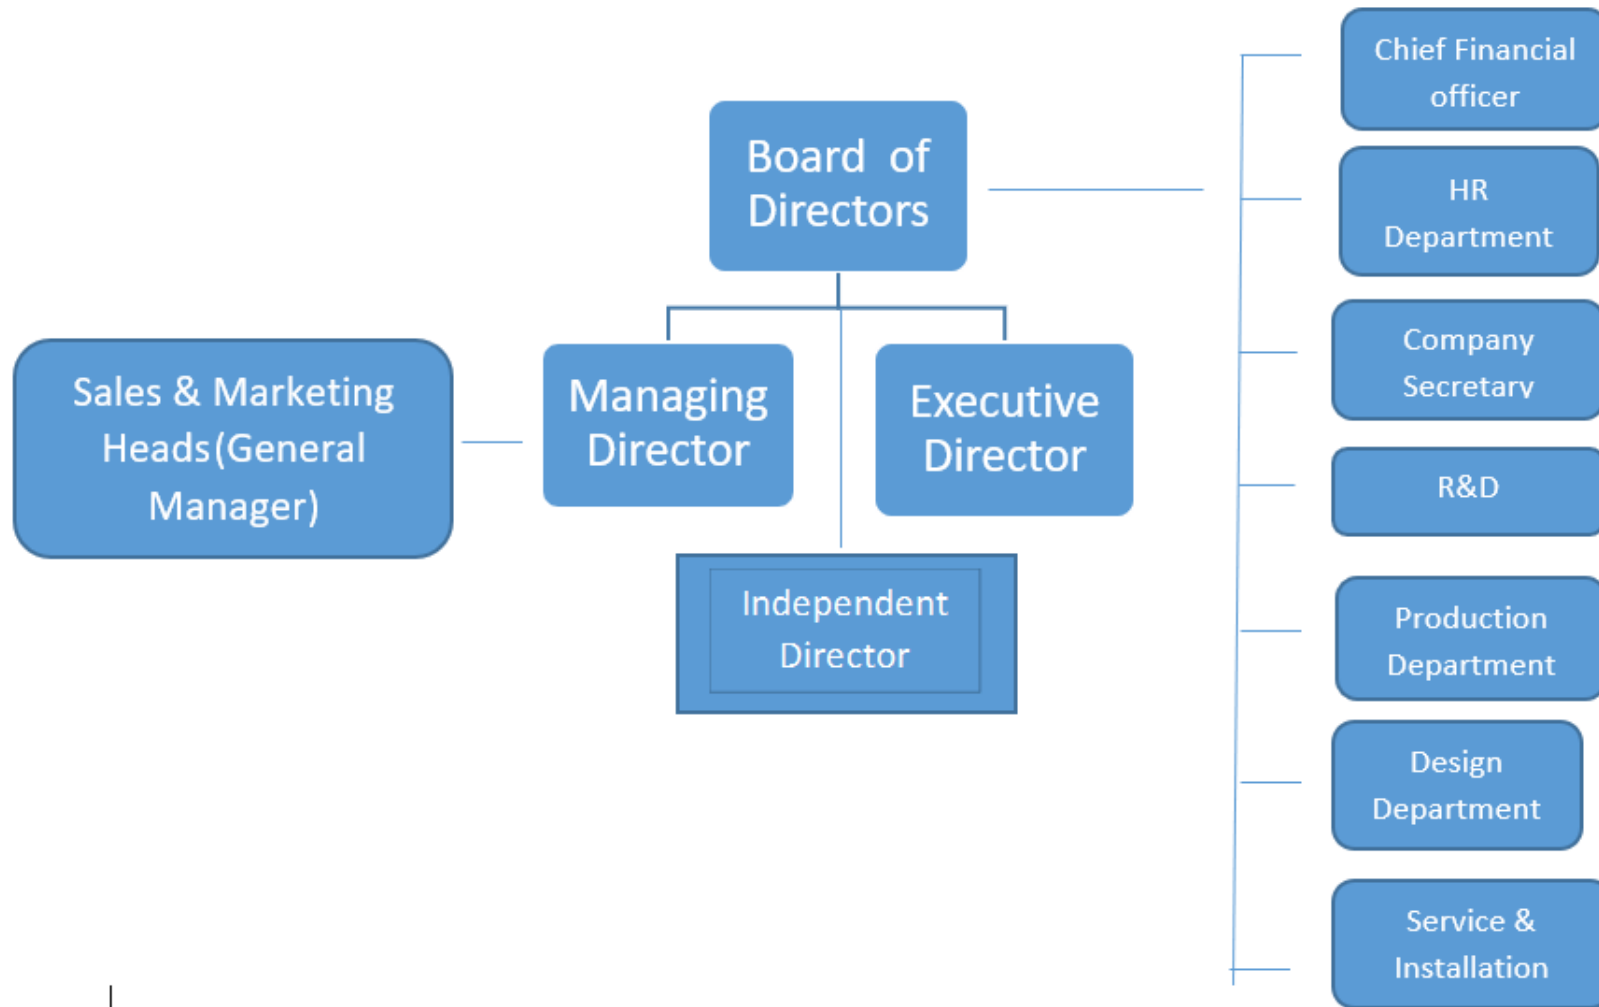 Chief Financial
officer
Board of
Directors
HR
Department
Company
Secretary
Sales & Marketing
Heads(General
Manager)
Managing
Director
Executive
Director
R&D
Independent
Director
Production
Department
Design
Department
Service &
Installation